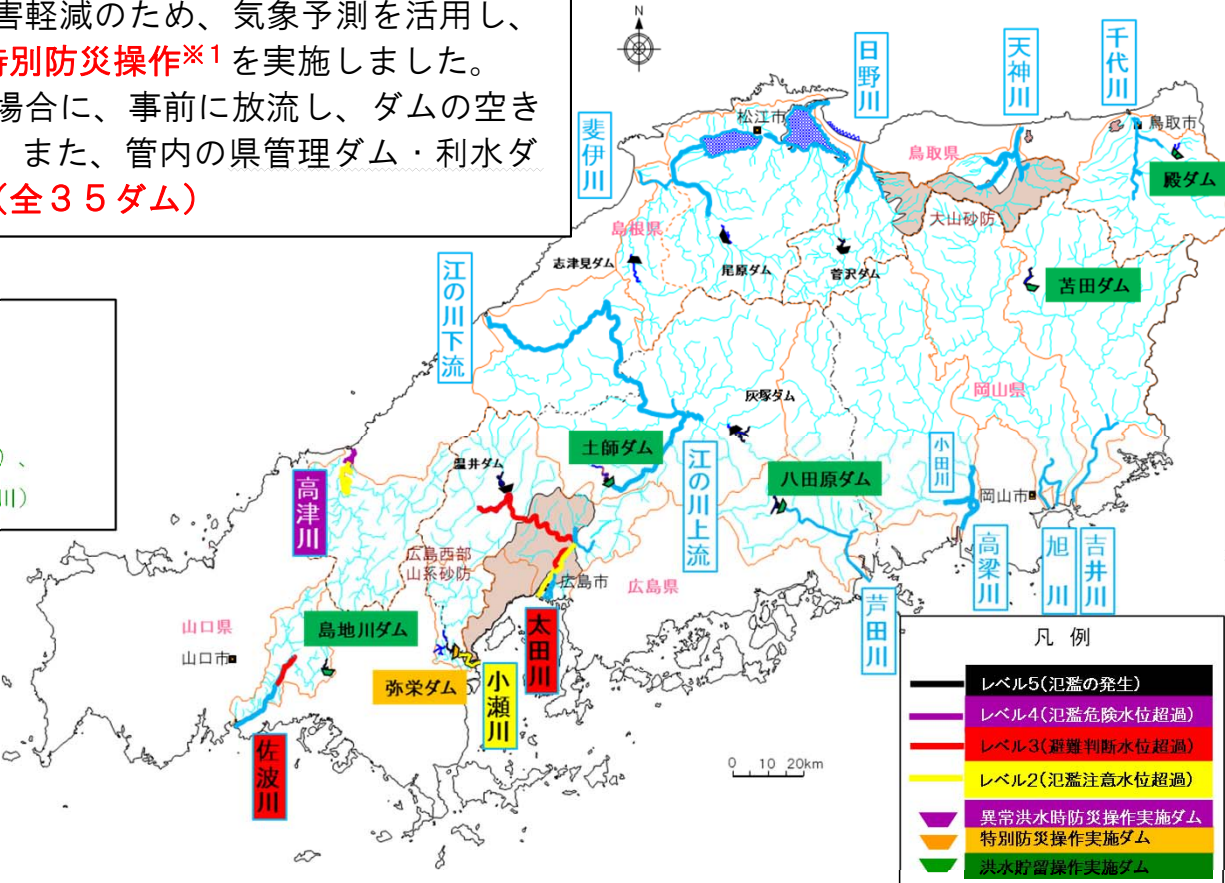 害軽減のため、気象予測を活用し、
特別防災操作※1を実施しました。
場合に、事前に放流し、ダムの空き
また、管内の県管理ダム・利水ダ
(全35ダム)
)、
川)
N
千代川
天神川
日野川
斐伊川
松江市
鳥取市
鳥取県
殿ダム
大山砂防
島根県
志津見ダム
尾原ダム
菅沢ダム
苫田ダム
江の川下流
岡山県
灰塚ダム
土師ダム
温井ダム
江の川上流
八田原ダム
小田川
岡山市
高津川
広島西部
山系砂防
広島市
広島県
高梁川
旭川
吉井川
芦田川
太田川
山口県
山口市
島地川ダム
弥栄ダム
小瀬川
佐波川
0 10 20km
凡 例
レベル5(氾濫の発生)
レベル4(氾濫危険水位超過)
レベル3(避難判断水位超過)
レベル2(氾濫注意水位超過)
異常洪水時防災操作実施ダム
特別防災操作実施ダム
洪水貯留操作実施ダム